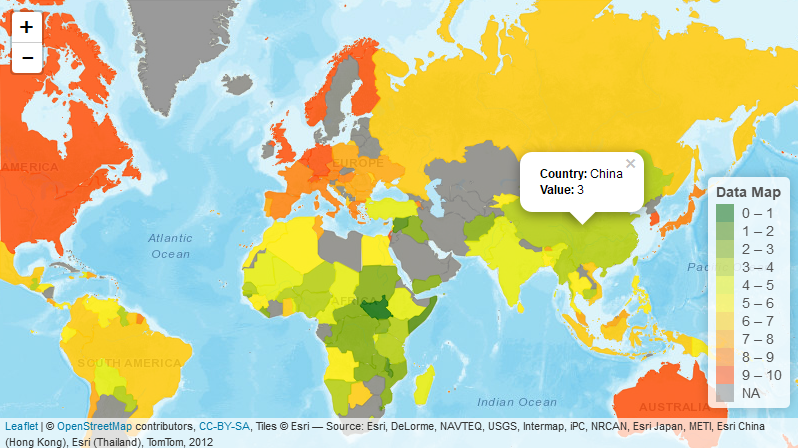 +
−
AMERICA
EUROPE
Atlantic
Ocean
AFRICA
SOUTH AMERICA
Indian Ocean
AUSTRALIA
Country: China
Value: 3
×
Data Map
0 – 1
1 – 2
2 – 3
3 – 4
4 – 5
5 – 6
6 – 7
7 – 8
8 – 9
9 – 10
NA
Leaflet | © OpenStreetMap contributors, CC-BY-SA, Tiles © Esri — Source: Esri, DeLorme, NAVTEQ, USGS, Intermap, iPC, NRCAN, Esri Japan, METI, Esri China
(Hong Kong), Esri (Thailand), TomTom, 2012